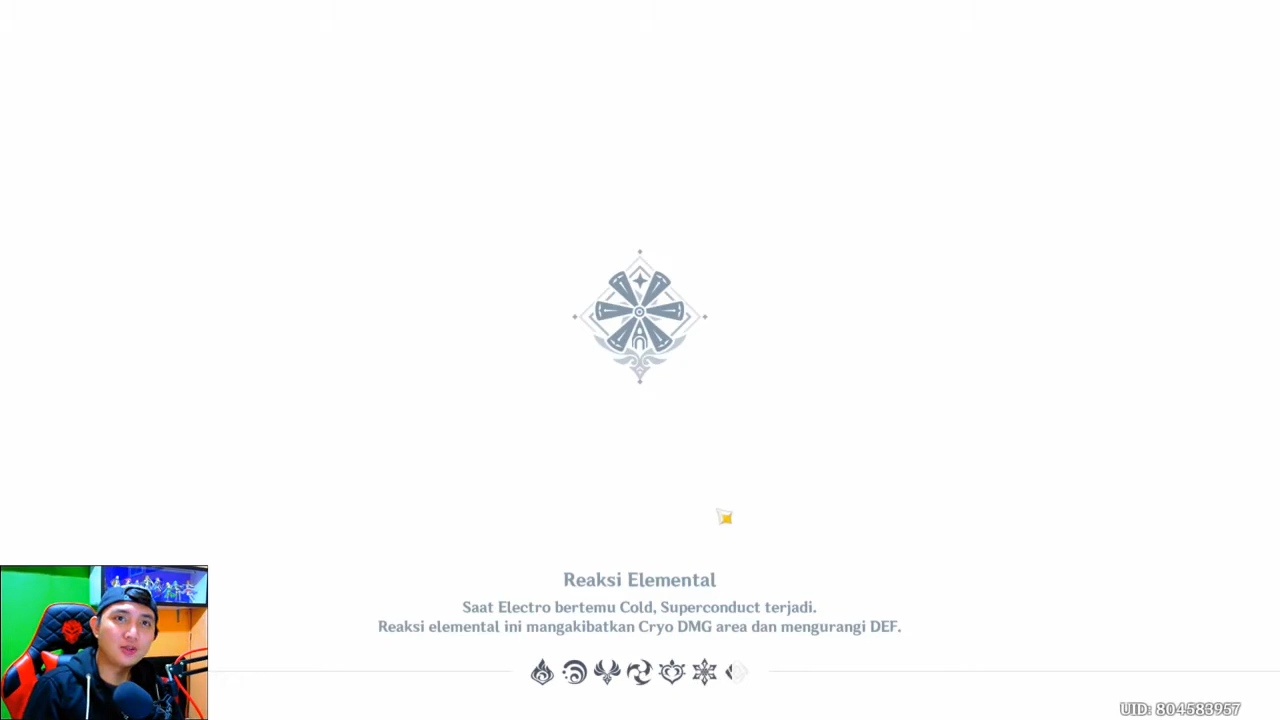 Reaksi Elemental
Saat Electro bertemu Cold, Superconduct terjadi.
Reaksi elemental ini mangakibatkan Cryo DMG area dan mengurangi DEF.
UID: 804583957